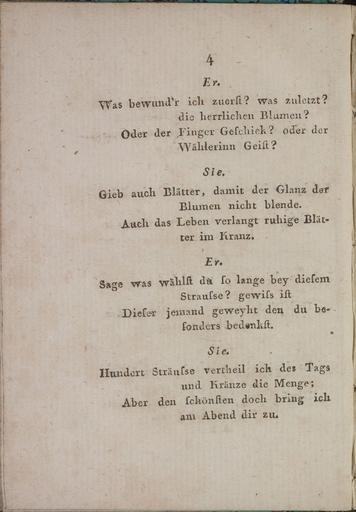 4
Er.
Was bewund'r ich zuerſt? was zuletzt?
die herrlichen Blumen?
Oder der Finger Geſchick? oder der
Wählerinn Geiſt?
Sie.
Gieb auch Blätter, damit der Glanz der
Blumen nicht blende.
Auch das Leben verlangt ruhige Blät-
ter im Kranz.
Er.
Sage was wählſt du ſo lange bey dieſem
Strauſse? gewiſs iſt
Dieſer jemand geweyht den du be-
ſonders bedenkſt.
Sie.
Hundert Sträuſse vertheil ich des Tags
und Kränze die Menge;
Aber den ſchönſten doch bring ich
am Abend dir zu.